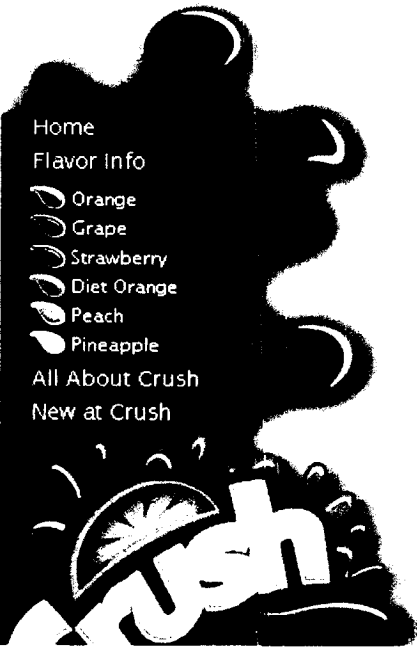 Home
Flavor Info
Orange
Grape
Strawberry
Diet Orange
Peach
Pineapple
All About Crush
New at Crush
Crush